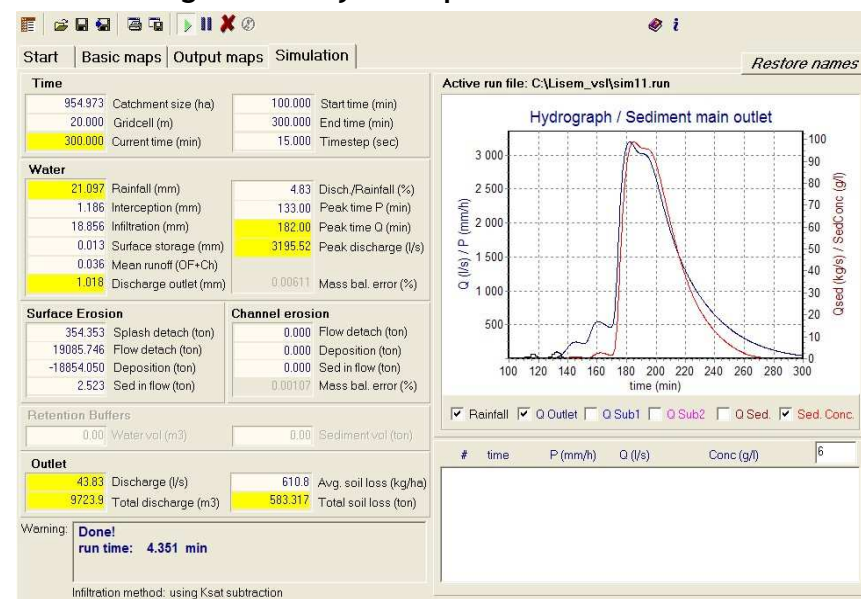 Start Basic maps Output maps Simulation Restore names
Time
954.973 Catchment size (ha) 100.000 Start time (min)
20.000 Gridcell (m) 300.000 End time (min)
300.000 Current time (min) 15.000 Timestep (sec)
Water
21.097 Rainfall (mm) 4.83 Disch./Rainfall (%)
1.186 Interception (mm) 133.00 Peak time P (min)
18.856 Infiltration (mm) 182.00 Peak time Q (min)
0.013 Surface storage (mm) 3195.52 Peak discharge (l/s)
0.036 Mean runoff (OF+Ch)
1.018 Discharge outlet (mm) 0.00611 Mass bal. error (%)
Surface Erosion Channel erosion
354.353 Splash detach (ton) 0.000 Flow detach (ton)
19085.746 Flow detach (ton) 0.000 Deposition (ton)
-18854.050 Deposition (ton) 0.000 Sed in flow (ton)
2.523 Sed in flow (ton) 0.00107 Mass bal. error (%)
Retention Buffers
0.00 Water vol (m3) 0.00 Sediment vol (ton)
Outlet
43.83 Discharge (l/s) 610.8 Avg. soil loss (kg/ha)
9723.9 Total discharge (m3) 583.317 Total soil loss (ton)
Warning: Done!
run time: 4.351 min
Infiltration method: using Ksat subtraction
Active run file: C:\Lisem_vsl\sim11.run
Hydrograph / Sediment main outlet
Q (l/s) / P (mm/h)
3 000
2 500
2 000
1 500
1 000
500
100
90
80
70
60
50
40
30
20
10
0
Qsed (kg/s) / SedConc (g/l)
100 120 140 160 180 200 220 240 260 280 300
time (min)
Rainfall Q Outlet Q Sub1 Q Sub2 Q Sed. Sed. Conc.
# time P (mm/h) Q (l/s) Conc (g/l) 6